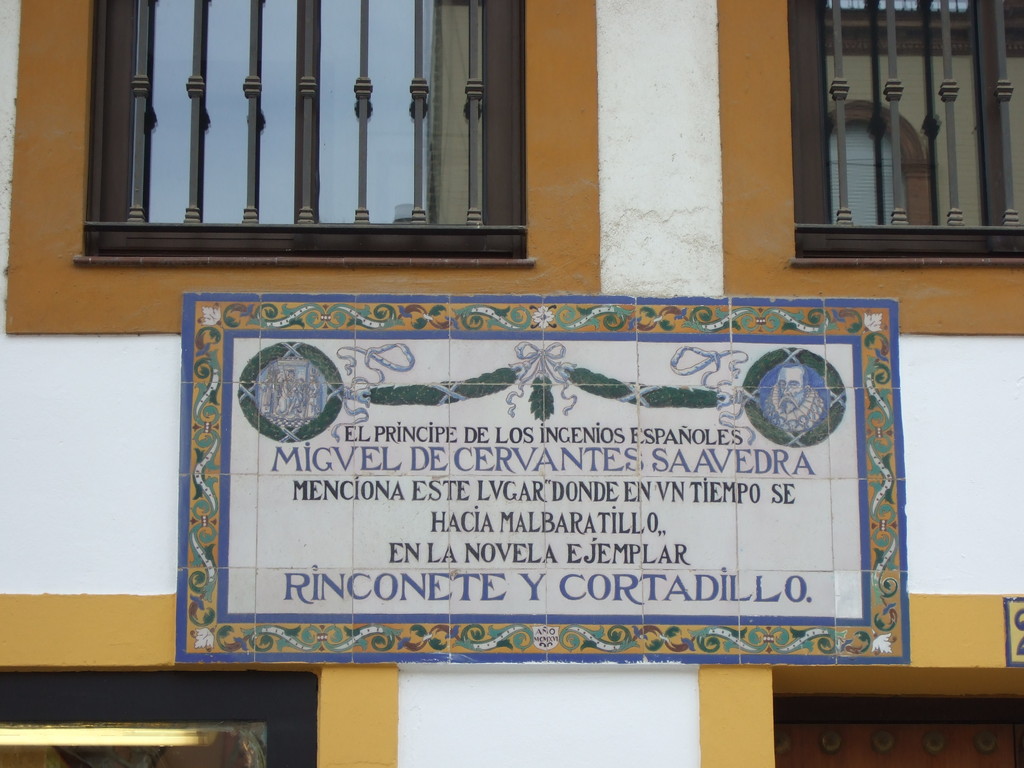 EL PRINCIPE DE LOS INGENIOS ESPAÑOLES
MIGVEL DE CERVANTES SAAVEDRA
MENCIONA ESTE LVGAR "DONDE EN VN TIEMPO SE
HACIA MALBARATILLO,,
EN LA NOVELA EJEMPLAR
RINCONETE Y CORTADILLO.
AÑO